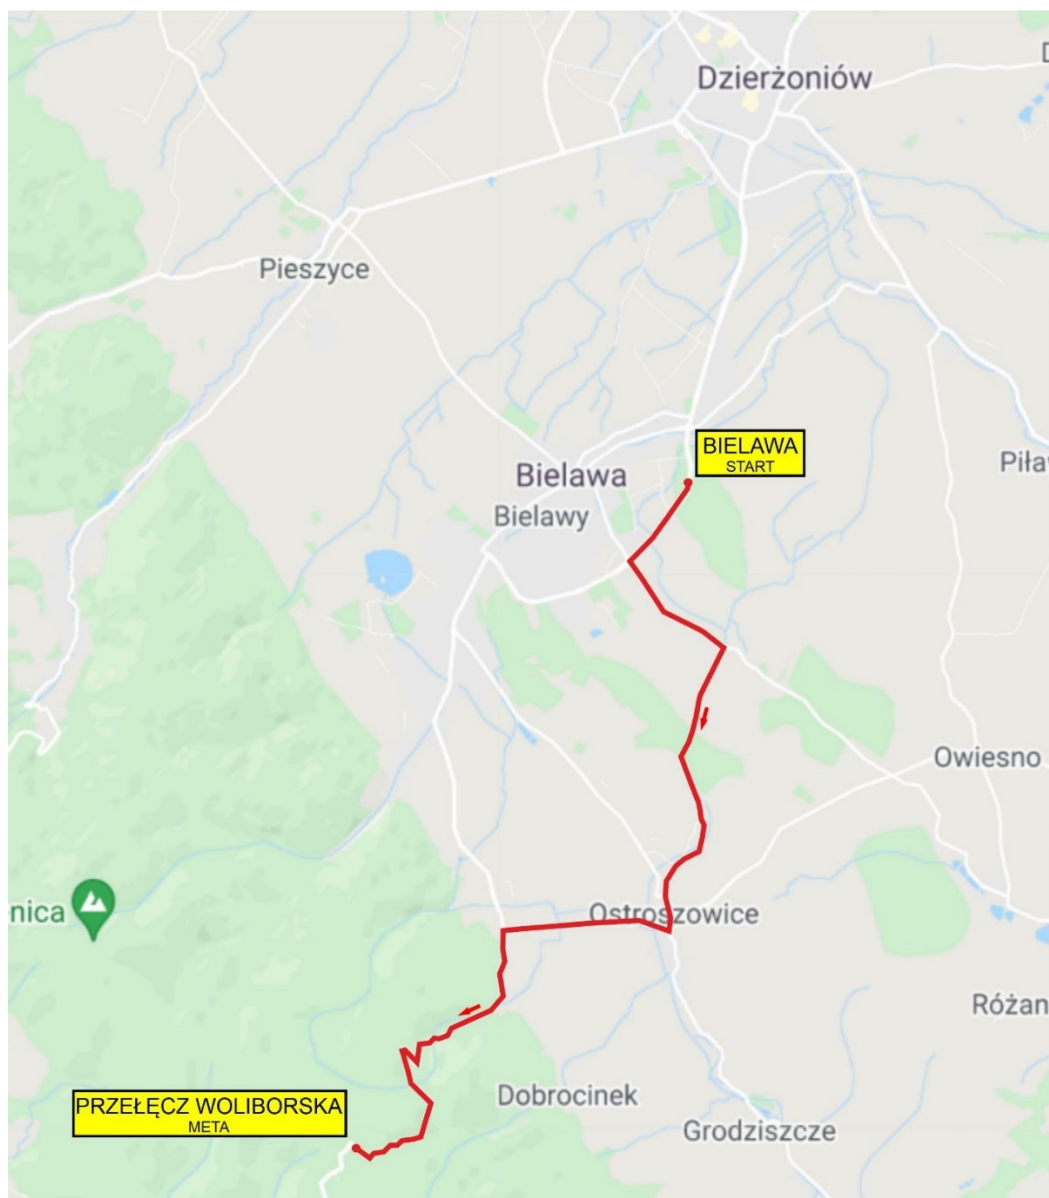 Dzierżoniów
D
Pieszyce
BIELAWA
START
Bielawa
Piła
Bielawy
Owiesno
nica
Ostroszowice
Różan
Dobrocinek
PRZEŁĘCZ WOLIBORSKA
META
Grodziszcze